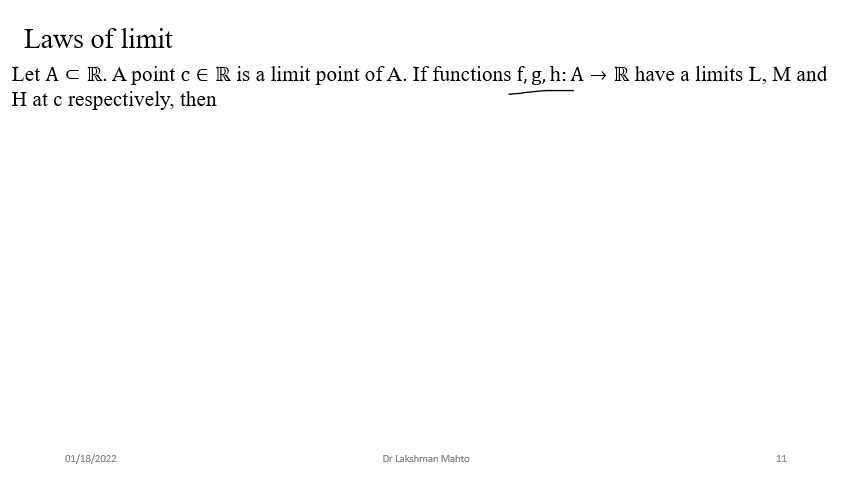 Laws of limit
Let A ⊂ ℝ. A point c ∈ ℝ is a limit point of A. If functions f, g, h: A → ℝ have a limits L, M and
H at c respectively, then
01/18/2022
Dr Lakshman Mahto
11